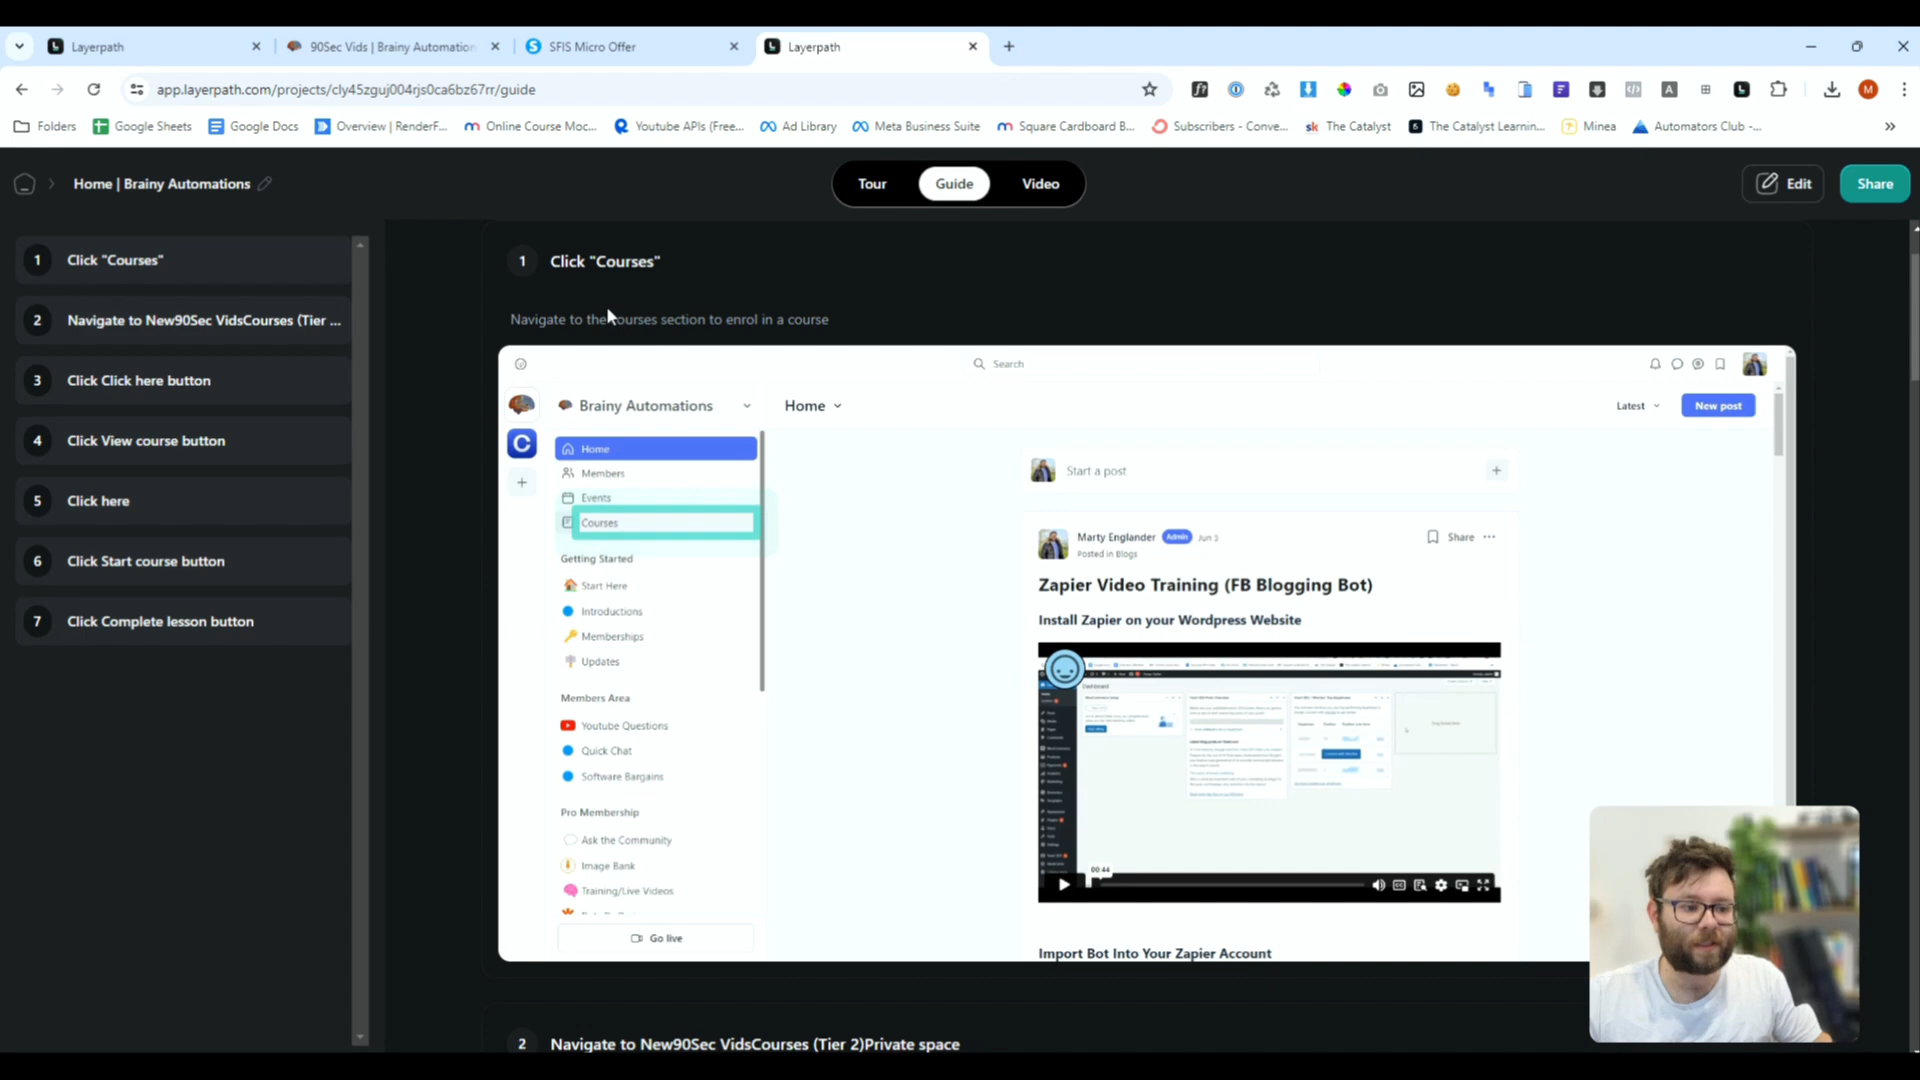 Layerpath
90Sec Vids | Brainy Automation
SFIS Micro Offer
Layerpath
app.layerpath.com/projects/cly45zguj004rjs0ca6bz67rr/guide
M
Folders
Google Sheets
Google Docs
Overview | RenderF...
Online Course Moc...
Youtube APIs (Free...
Ad Library
Meta Business Suite
Square Cardboard B...
Subscribers - Conve...
The Catalyst
The Catalyst Learnin...
Minea
Automators Club -...
Home | Brainy Automations
Tour
Guide
Video
Edit
Share
1 Click "Courses"
2 Navigate to New90Sec VidsCourses (Tier ...
3 Click Click here button
4 Click View course button
5 Click here
6 Click Start course button
7 Click Complete lesson button
1 Click "Courses"
Navigate to the courses section to enrol in a course
Search
Brainy Automations
Home
Latest
New post
C
Home
Members
Events
Courses
Getting Started
Start Here
Introductions
Memberships
Updates
Members Area
Youtube Questions
Quick Chat
Software Bargains
Pro Membership
Ask the Community
Image Bank
Training/Live Videos
Go live
Start a post
Marty Englander Admin Jun 5
Posted in Blogs
Share
Zapier Video Training (FB Blogging Bot)
Install Zapier on your Wordpress Website
Dashboard
00:44
Import Bot Into Your Zapier Account
2 Navigate to New90Sec VidsCourses (Tier 2)Private space